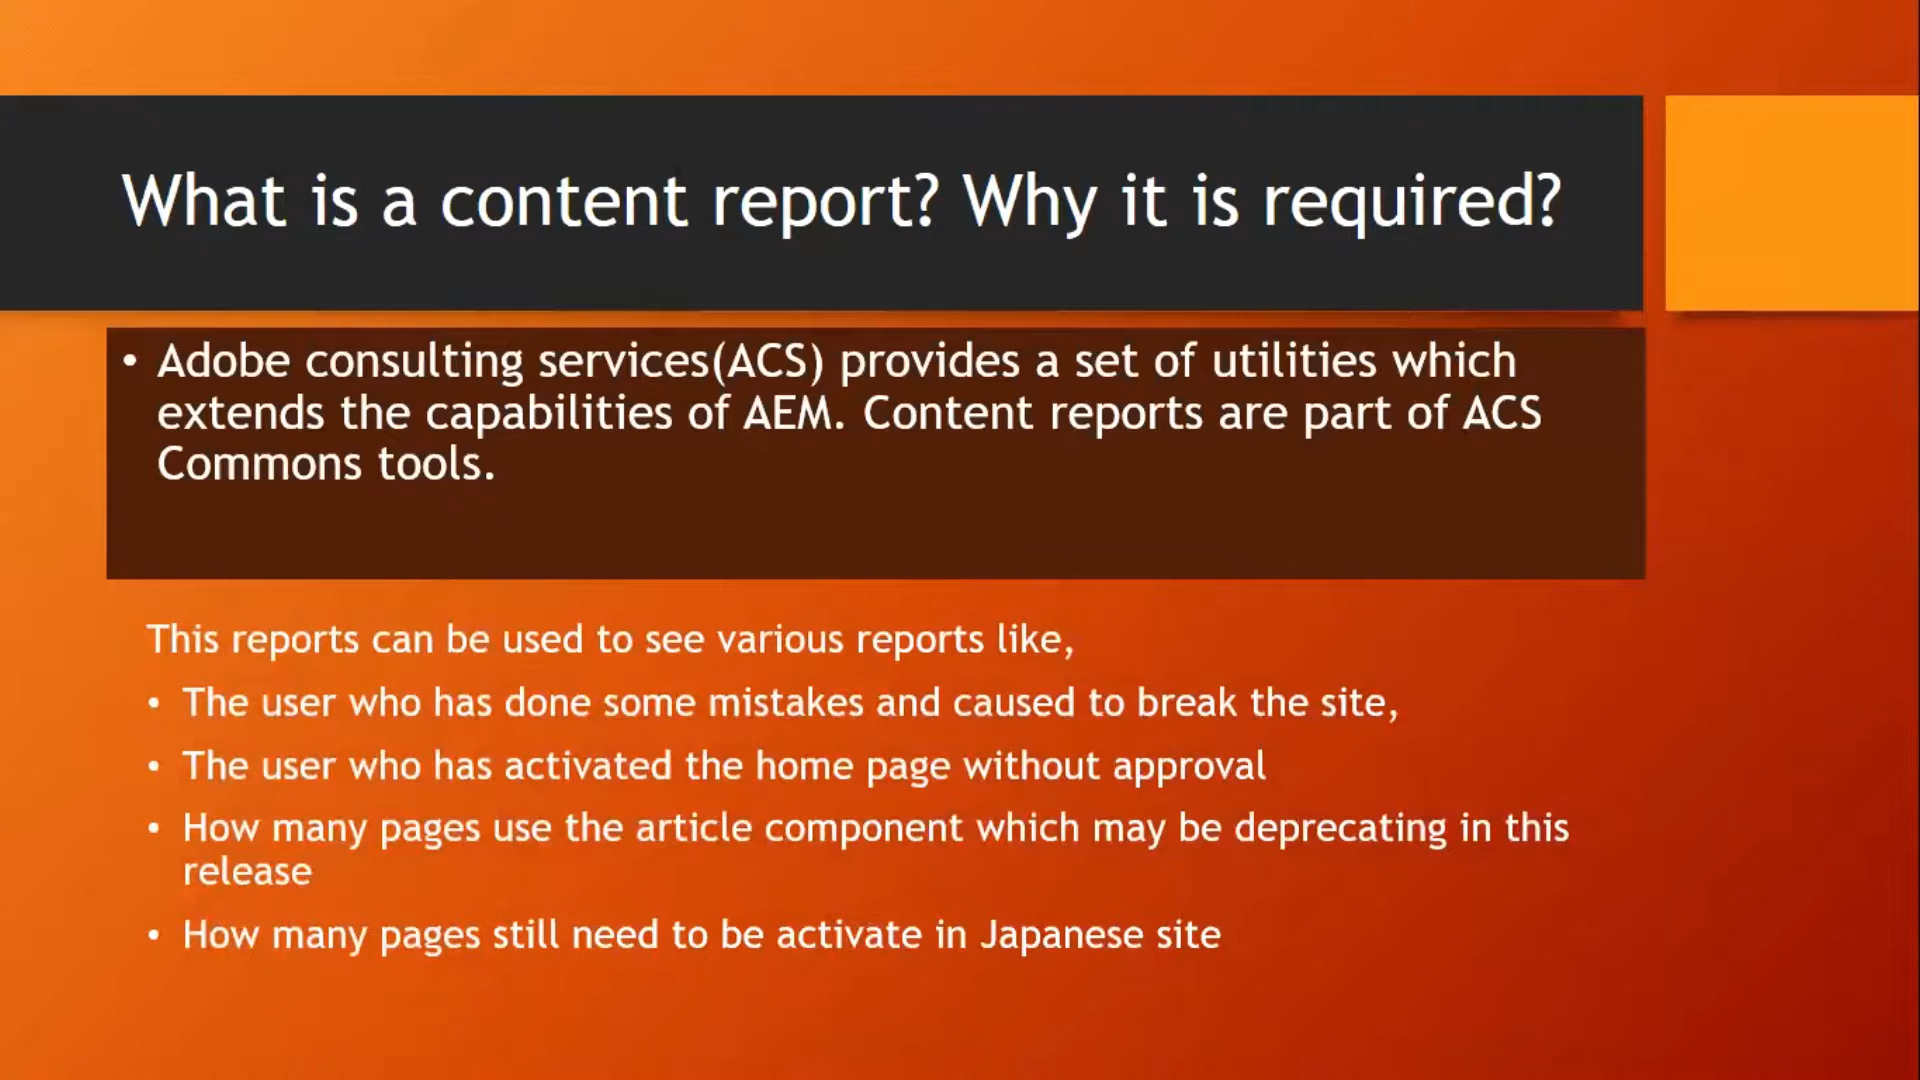 What is a content report? Why it is required?
• Adobe consulting services(ACS) provides a set of utilities which
extends the capabilities of AEM. Content reports are part of ACS
Commons tools.
This reports can be used to see various reports like,
• The user who has done some mistakes and caused to break the site,
• The user who has activated the home page without approval
• How many pages use the article component which may be deprecating in this
release
• How many pages still need to be activate in Japanese site